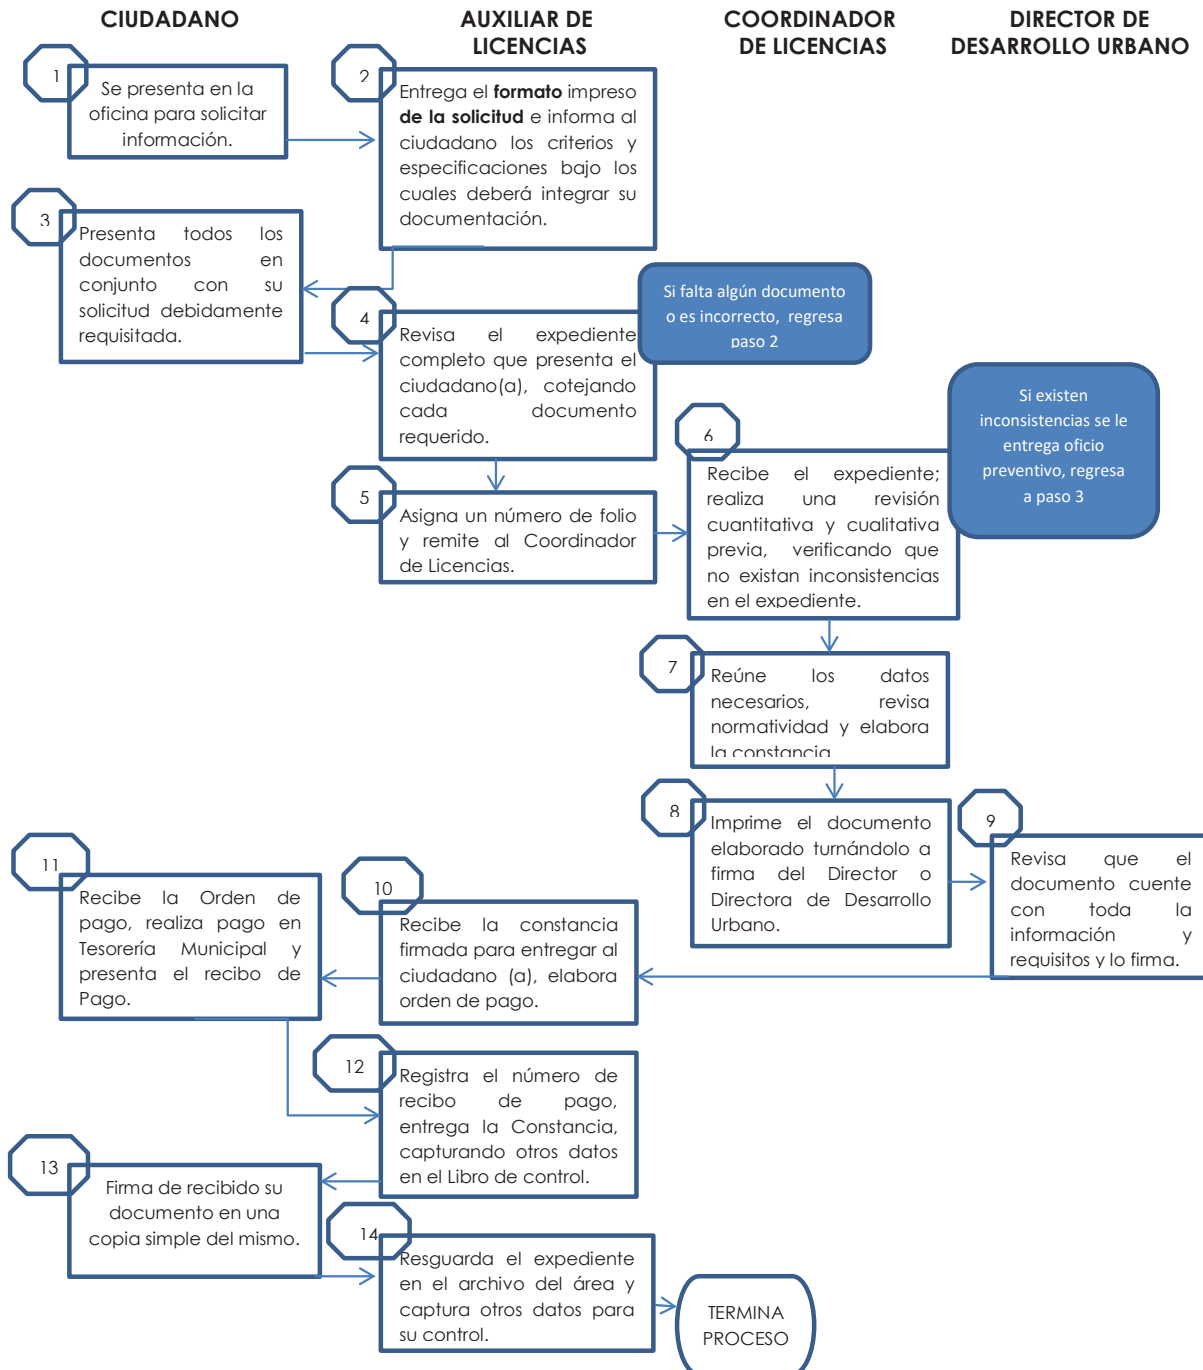 CIUDADANO
AUXILIAR DE
LICENCIAS
COORDINADOR
DE LICENCIAS
DIRECTOR DE
DESARROLLO URBANO
1
Se presenta en la
oficina para solicitar
información.
2
Entrega el formato impreso
de la solicitud e informa al
ciudadano los criterios y
especificaciones bajo los
cuales deberá integrar su
documentación.
3
Presenta todos los
documentos en
conjunto con su
solicitud debidamente
requisitada.
4
Revisa el expediente
completo que presenta el
ciudadano(a), cotejando
cada documento
requerido.
Si falta algún documento
o es incorrecto, regresa
paso 2
5
Asigna un número de folio
y remite al Coordinador
de Licencias.
6
Recibe el expediente;
realiza una revisión
cuantitativa y cualitativa
previa, verificando que
no existan inconsistencias
en el expediente.
Si existen
inconsistencias se le
entrega oficio
preventivo, regresa
a paso 3
7
Reúne los datos
necesarios, revisa
normatividad y elabora
la constancia
8
Imprime el documento
elaborado turnándolo a
firma del Director o
Directora de Desarrollo
Urbano.
9
Revisa que el
documento cuente
con toda la
información y
requisitos y lo firma.
10
Recibe la constancia
firmada para entregar al
ciudadano (a), elabora
orden de pago.
11
Recibe la Orden de
pago, realiza pago en
Tesorería Municipal y
presenta el recibo de
Pago.
12
Registra el número de
recibo de pago,
entrega la Constancia,
capturando otros datos
en el Libro de control.
13
Firma de recibido su
documento en una
copia simple del mismo.
14
Resguarda el expediente
en el archivo del área y
captura otros datos para
su control.
TERMINA
PROCESO